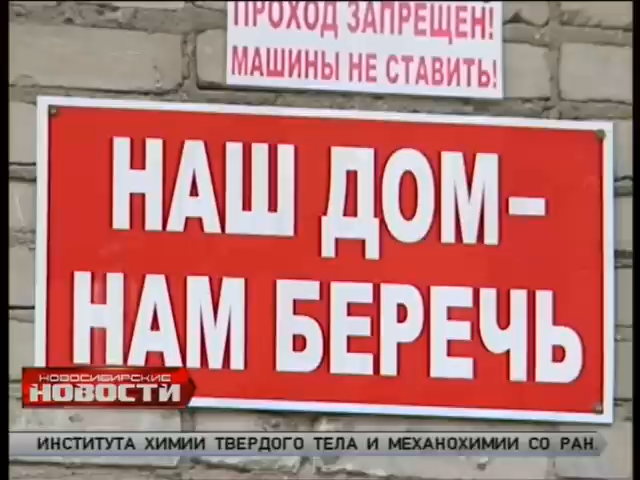 ПРОХОД ЗАПРЕЩЕН!
МАШИНЫ НЕ СТАВИТЬ!
НАШ ДОМ-
НАМ БЕРЕЧЬ
НОВОСИБИРСКИЕ
НОВОСТИ
ИНСТИТУТА ХИМИИ ТВЕРДОГО ТЕЛА И МЕХАНОХИМИИ СО РАН.